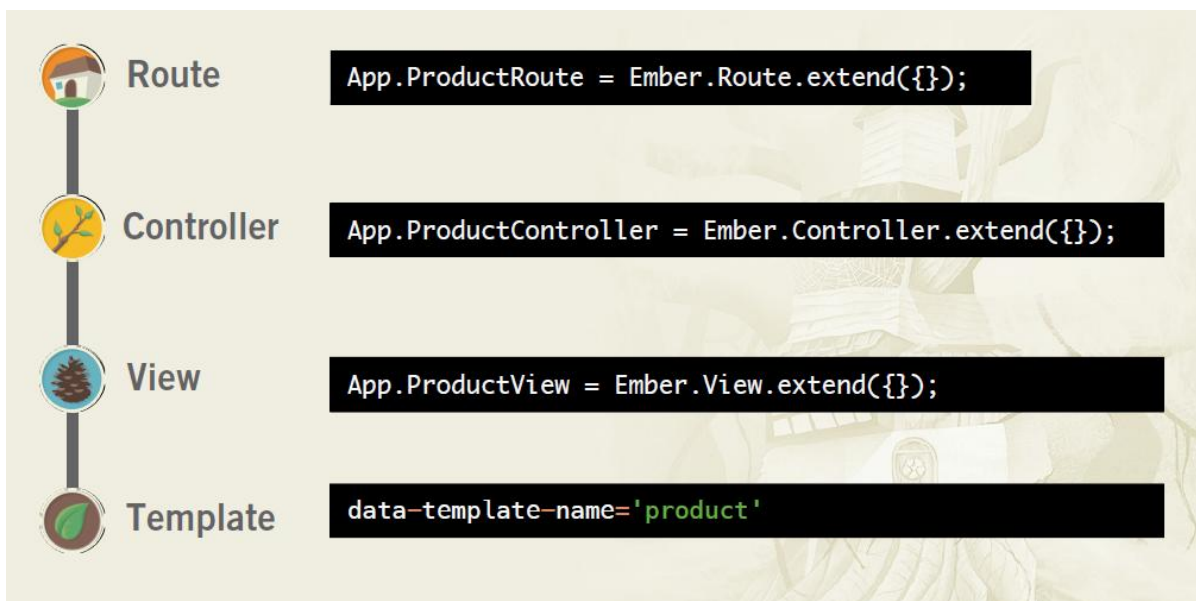 Route
App.ProductRoute = Ember.Route.extend({});
Controller
App.ProductController = Ember.Controller.extend({});
View
App.ProductView = Ember.View.extend({});
Template
data-template-name='product'